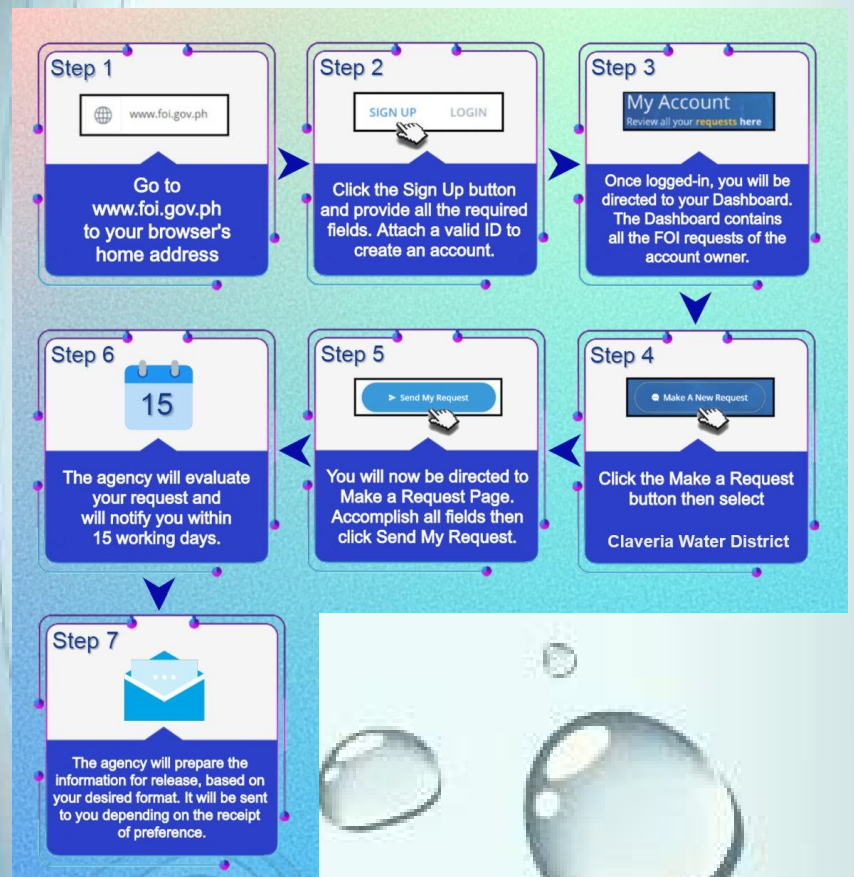 Step 1
www.foi.gov.ph
Go to
www.foi.gov.ph
to your browser's
home address
Step 2
SIGN UP LOGIN
Click the Sign Up button
and provide all the required
fields. Attach a valid ID to
create an account.
Step 3
My Account
Review all your requests here
Once logged-in, you will be
directed to your Dashboard.
The Dashboard contains
all the FOI requests of the
account owner.
Step 4
Make A New Request
Click the Make a Request
button then select
Claveria Water District
Step 5
Send My Request
You will now be directed to
Make a Request Page.
Accomplish all fields then
click Send My Request.
Step 6
15
The agency will evaluate
your request and
will notify you within
15 working days.
Step 7
The agency will prepare the
information for release, based on
your desired format. It will be sent
to you depending on the receipt
of preference.